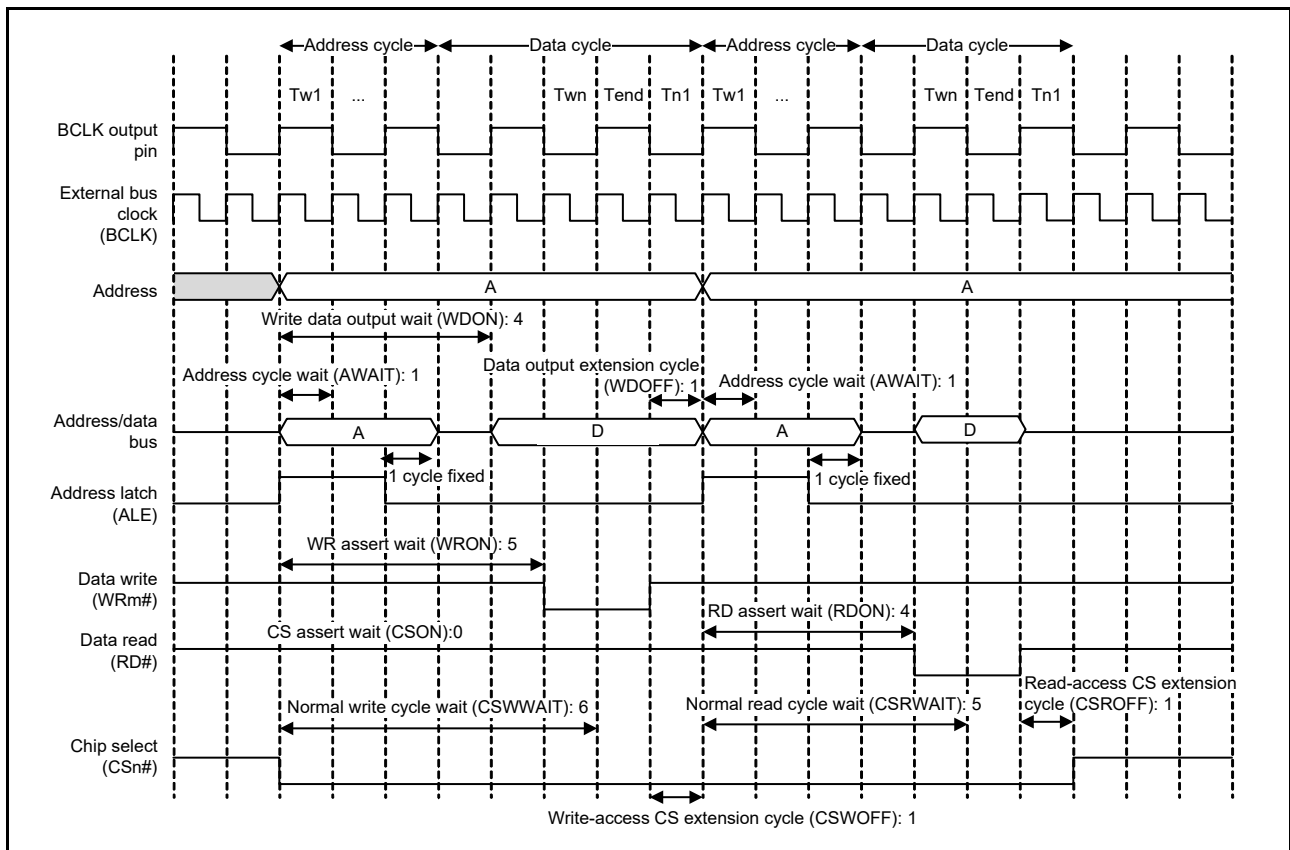 Address cycle Data cycle Address cycle Data cycle
Tw1 ... Twn Tend Tn1 Tw1 ... Twn Tend Tn1
BCLK output
pin
External bus
clock
(BCLK)
Address A A
Write data output wait (WDON): 4
Data output extension cycle
(WDOFF): 1
Address cycle wait (AWAIT): 1
Address cycle wait (AWAIT): 1
Address/data
bus
A D A D
1 cycle fixed
1 cycle fixed
Address latch
(ALE)
WR assert wait (WRON): 5
Data write
(WRm#)
RD assert wait (RDON): 4
CS assert wait (CSON):0
Data read
(RD#)
Read-access CS extension
cycle (CSROFF): 1
Normal write cycle wait (CSWWAIT): 6
Normal read cycle wait (CSRWAIT): 5
Chip select
(CSn#)
Write-access CS extension cycle (CSWOFF): 1